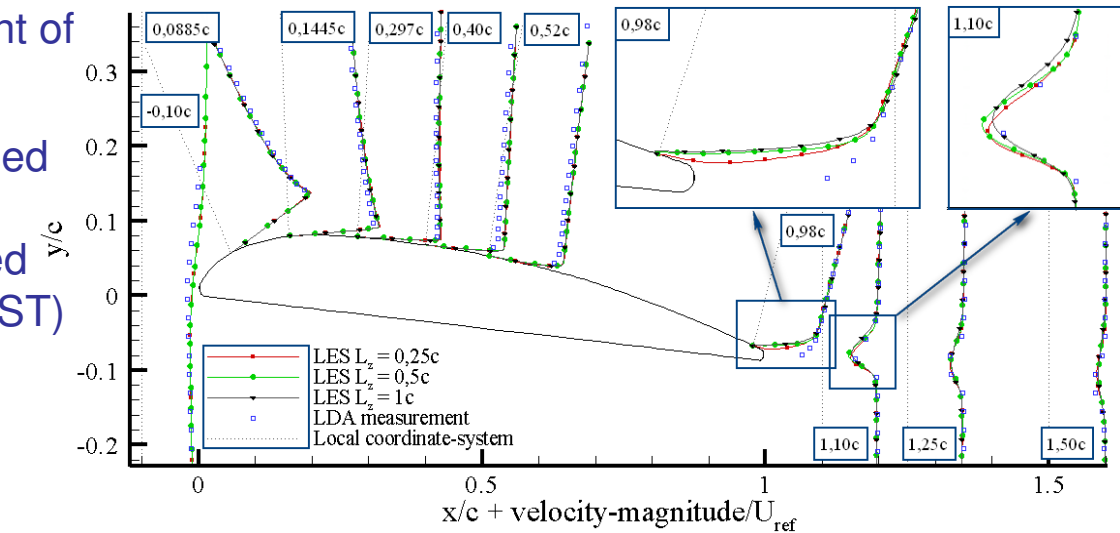 nt of
ed
ed
ST)
0,0885c
0,1445c
0,297c
0,40c
0,52c
0,98c
1,10c
-0,10c
0,98c
y/c
0.3
0.2
0.1
0
-0.1
-0.2
LES L_z = 0,25c
LES L_z = 0,5c
LES L_z = 1c
LDA measurement
Local coordinate-system
1,10c
1,25c
1,50c
0
0.5
1
1.5
x/c + velocity-magnitude/U_ref